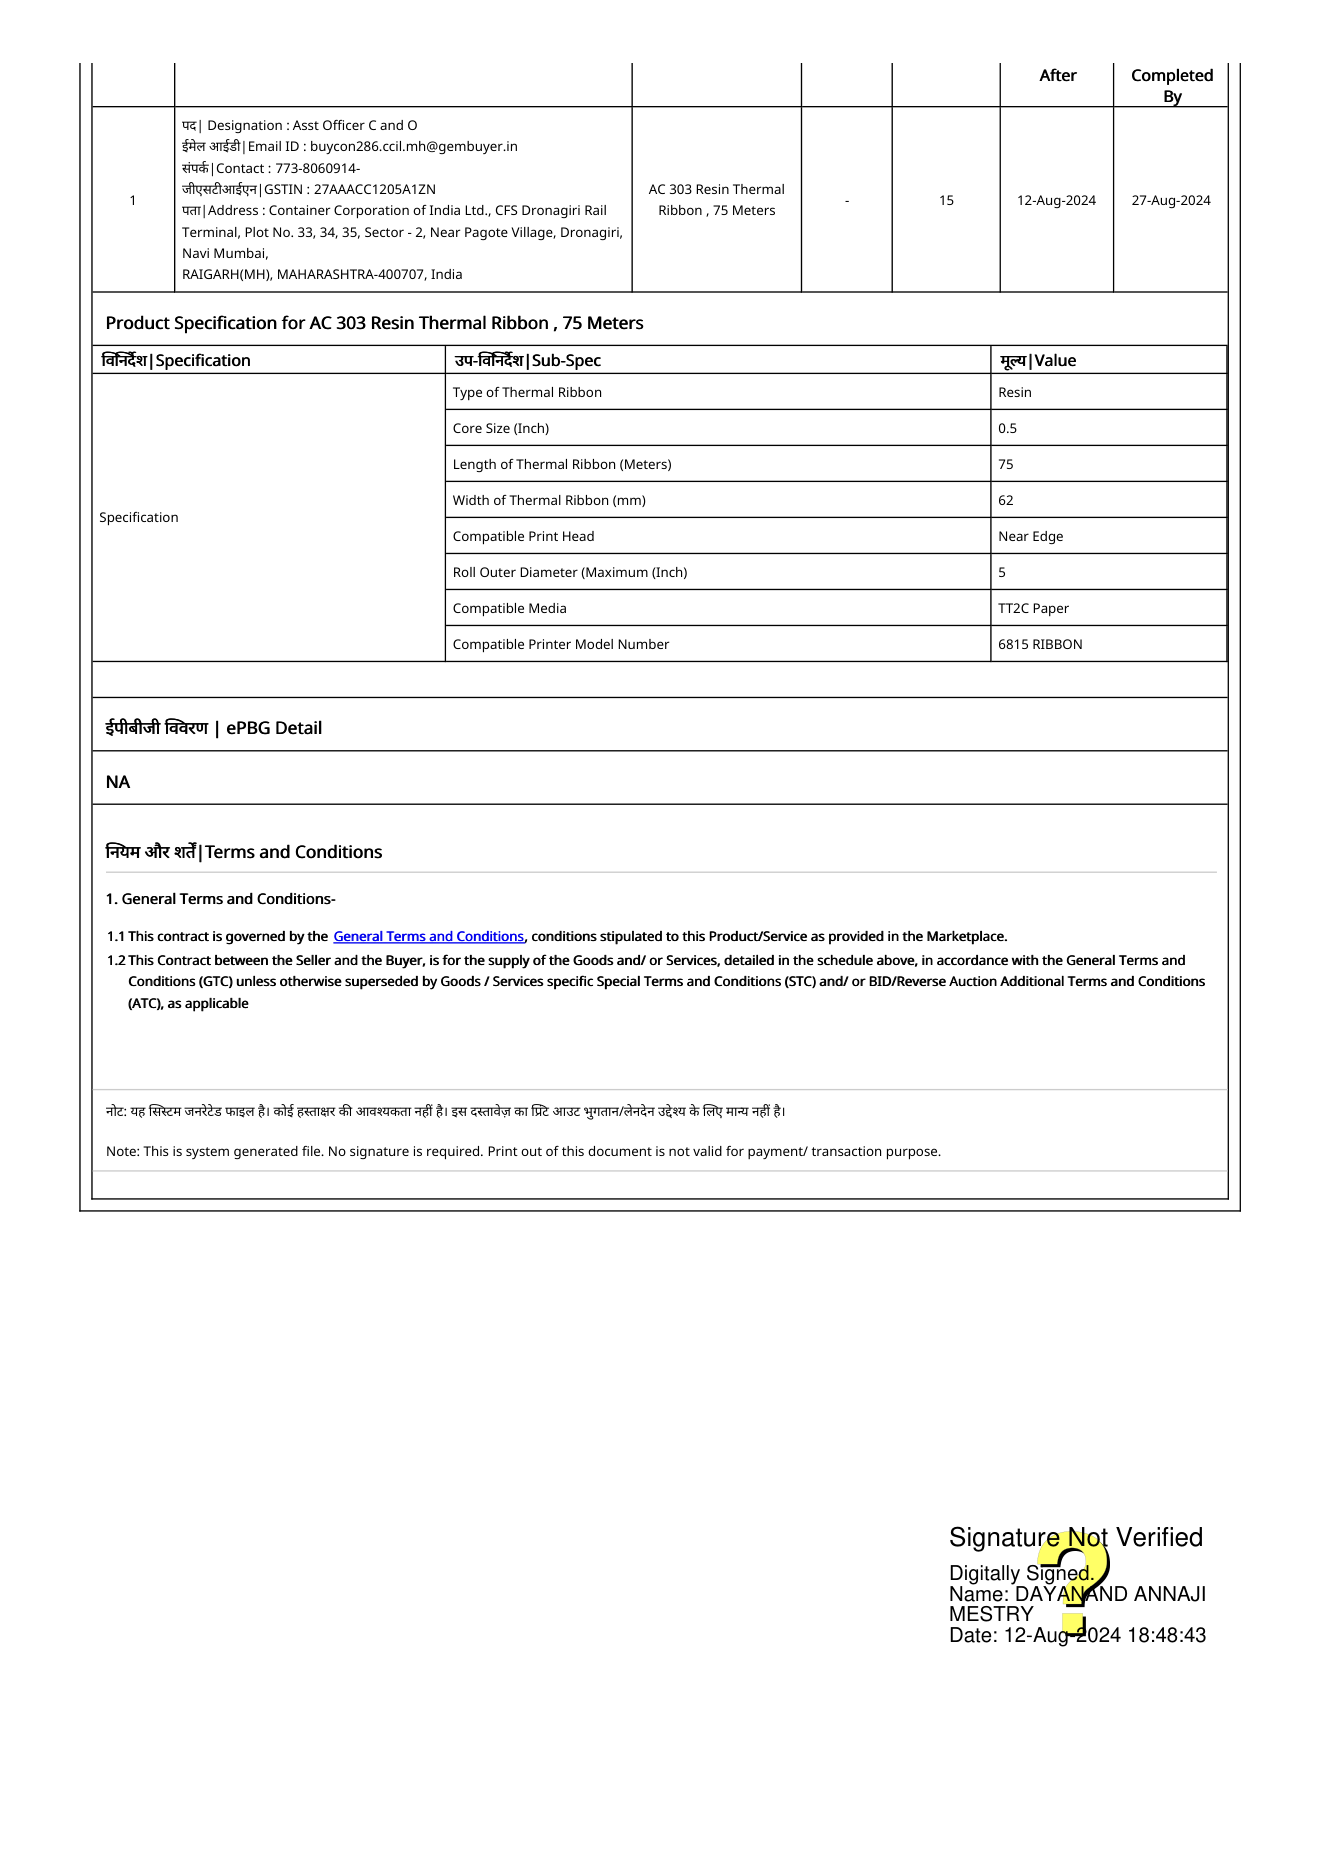 After
Completed
By
1
पद| Designation : Asst Officer C and O
ईमेल आईडी|Email ID : buycon286.ccil.mh@gembuyer.in
संपर्क|Contact : 773-8060914-
जीएसटीआईएन|GSTIN : 27AAACC1205A1ZN
पता|Address : Container Corporation of India Ltd., CFS Dronagiri Rail
Terminal, Plot No. 33, 34, 35, Sector - 2, Near Pagote Village, Dronagiri,
Navi Mumbai,
RAIGARH(MH), MAHARASHTRA-400707, India
AC 303 Resin Thermal
Ribbon , 75 Meters
-
15
12-Aug-2024
27-Aug-2024
Product Specification for AC 303 Resin Thermal Ribbon , 75 Meters
विनिर्देश|Specification
उप-विनिर्देश|Sub-Spec
मूल्य|Value
Specification
Type of Thermal Ribbon
Resin
Core Size (Inch)
0.5
Length of Thermal Ribbon (Meters)
75
Width of Thermal Ribbon (mm)
62
Compatible Print Head
Near Edge
Roll Outer Diameter (Maximum (Inch)
5
Compatible Media
TT2C Paper
Compatible Printer Model Number
6815 RIBBON
ईपीबीजी विवरण | ePBG Detail
NA
नियम और शर्तें|Terms and Conditions
1. General Terms and Conditions-
1.1 This contract is governed by the General Terms and Conditions, conditions stipulated to this Product/Service as provided in the Marketplace.
1.2 This Contract between the Seller and the Buyer, is for the supply of the Goods and/ or Services, detailed in the schedule above, in accordance with the General Terms and
Conditions (GTC) unless otherwise superseded by Goods / Services specific Special Terms and Conditions (STC) and/ or BID/Reverse Auction Additional Terms and Conditions
(ATC), as applicable
नोट: यह सिस्टम जनरेटेड फाइल है। कोई हस्ताक्षर की आवश्यकता नहीं है। इस दस्तावेज़ का प्रिंट आउट भुगतान/लेनदेन उद्देश्य के लिए मान्य नहीं है।
Note: This is system generated file. No signature is required. Print out of this document is not valid for payment/ transaction purpose.
Signature Not Verified
Digitally Signed.
Name: DAYANAND ANNAJI
MESTRY
Date: 12-Aug-2024 18:48:43